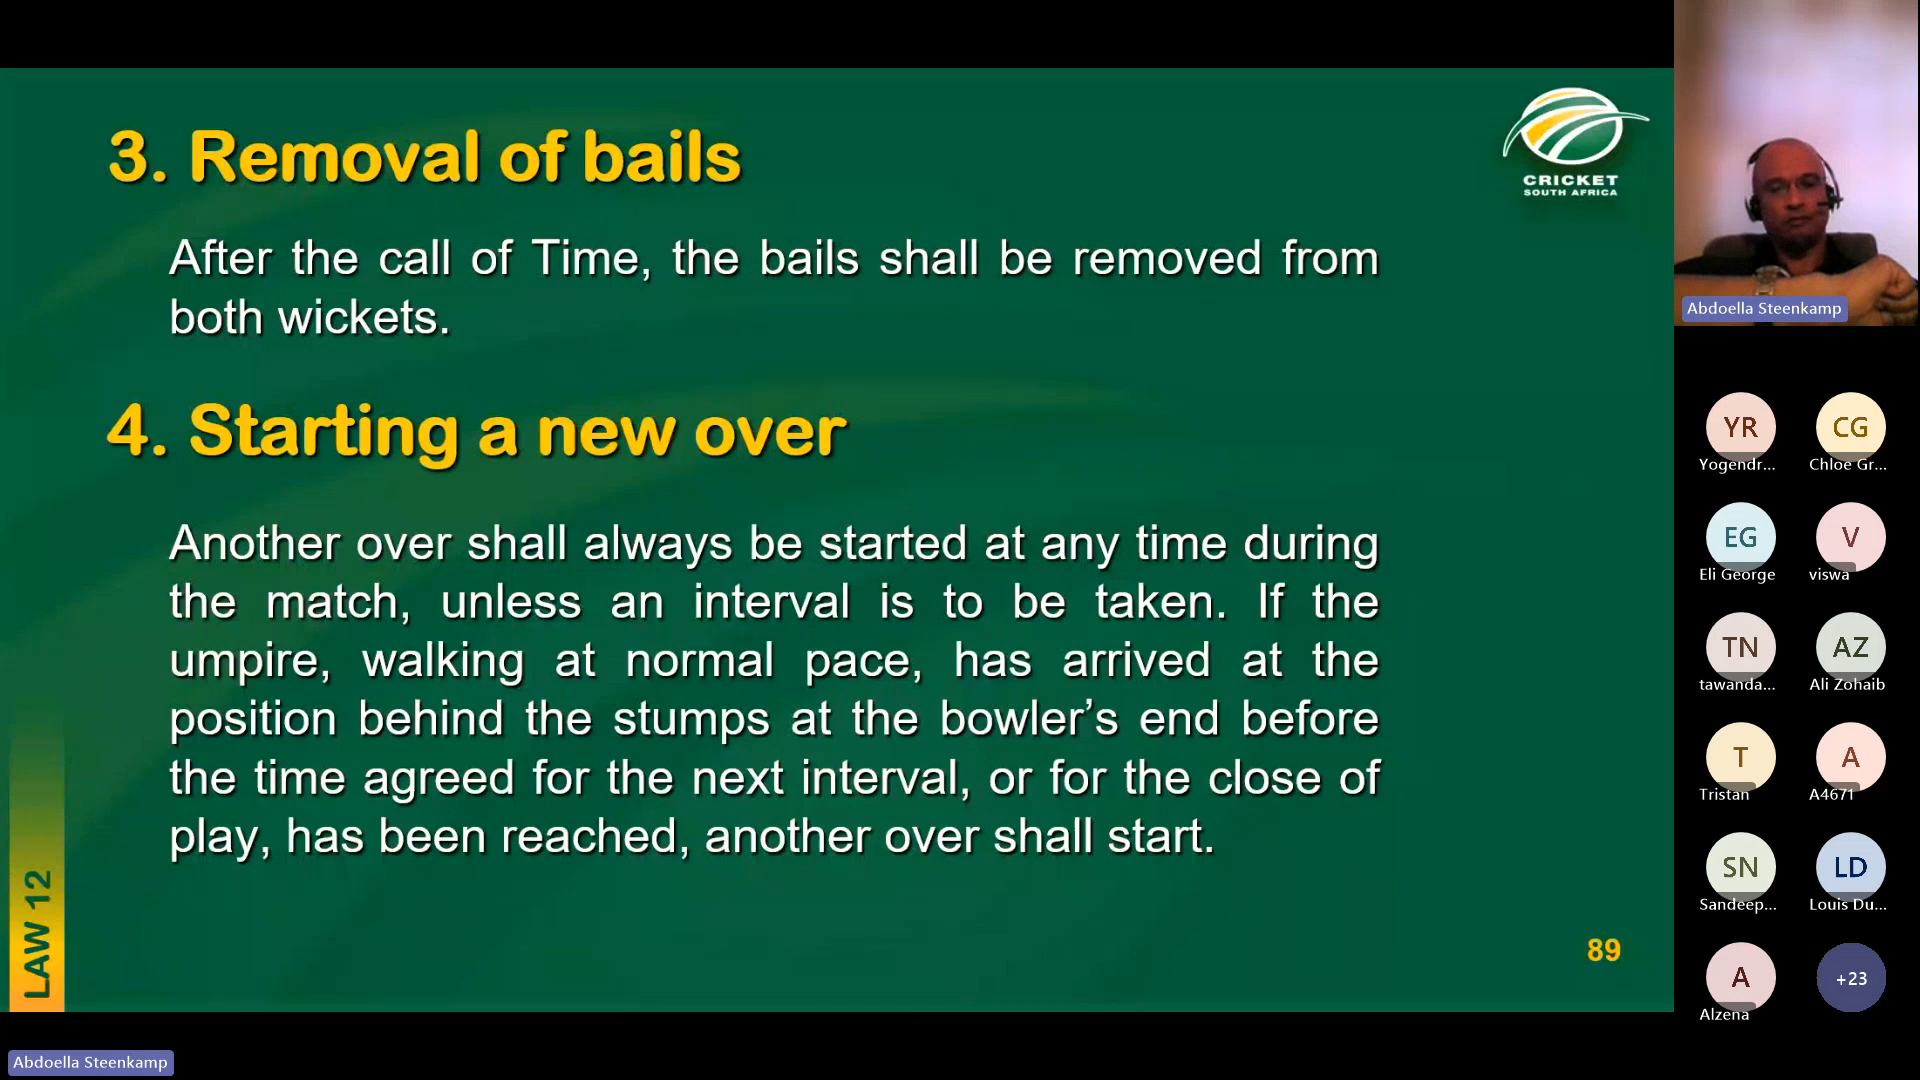 3. Removal of bails
CRICKET
SOUTH AFRICA
After the call of Time, the bails shall be removed from
both wickets.
4. Starting a new over
Another over shall always be started at any time during
the match, unless an interval is to be taken. If the
umpire, walking at normal pace, has arrived at the
position behind the stumps at the bowler’s end before
the time agreed for the next interval, or for the close of
play, has been reached, another over shall start.
LAW 12
89
Abdoella Steenkamp
Abdoella Steenkamp
YR
Yogendr...
CG
Chloe Gr...
EG
Eli George
V
viswa
TN
tawanda...
AZ
Ali Zohaib
T
Tristan
A
A4671
SN
Sandeep...
LD
Louis Du...
A
Alzena
+23